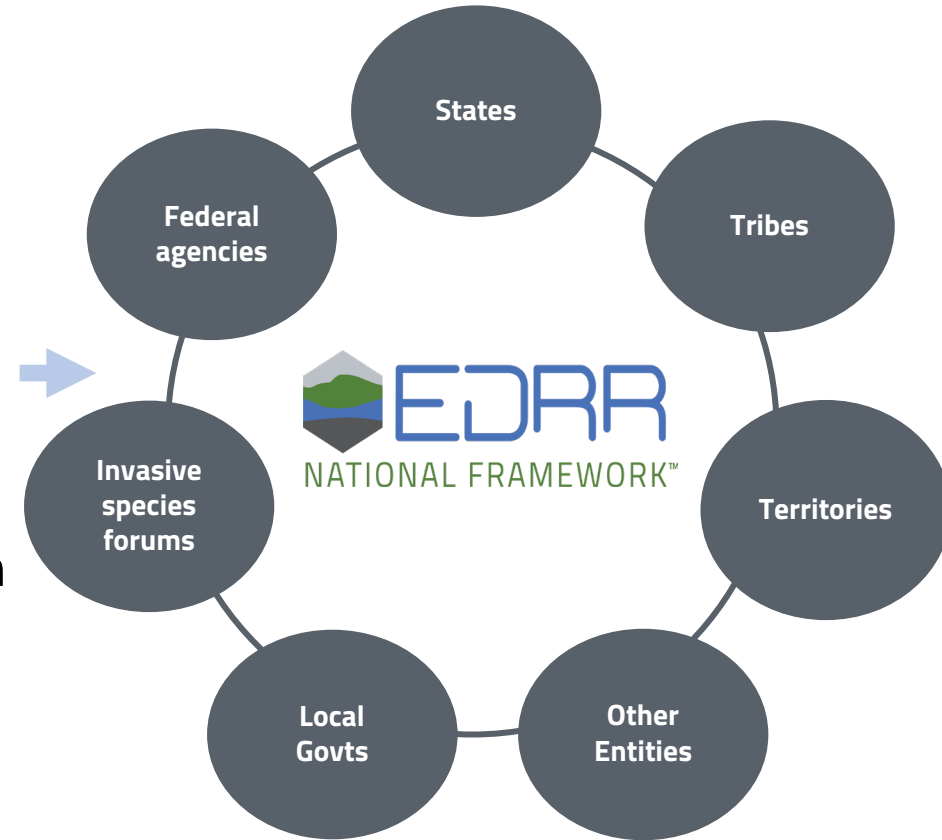 States
Federal
agencies
Tribes
EDRR
NATIONAL FRAMEWORK™
Invasive
species
forums
Territories
Local
Govts
Other
Entities